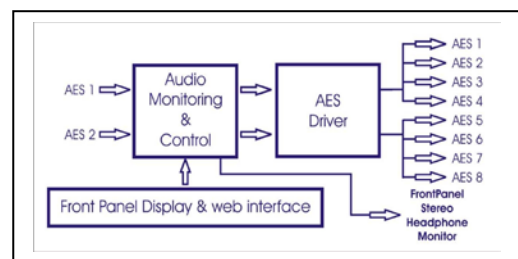 AES 1
AES 2
Audio
Monitoring
&
Control
AES
Driver
AES 1
AES 2
AES 3
AES 4
AES 5
AES 6
AES 7
AES 8
Front Panel Display & web interface
FrontPanel
Stereo
Headphone
Monitor